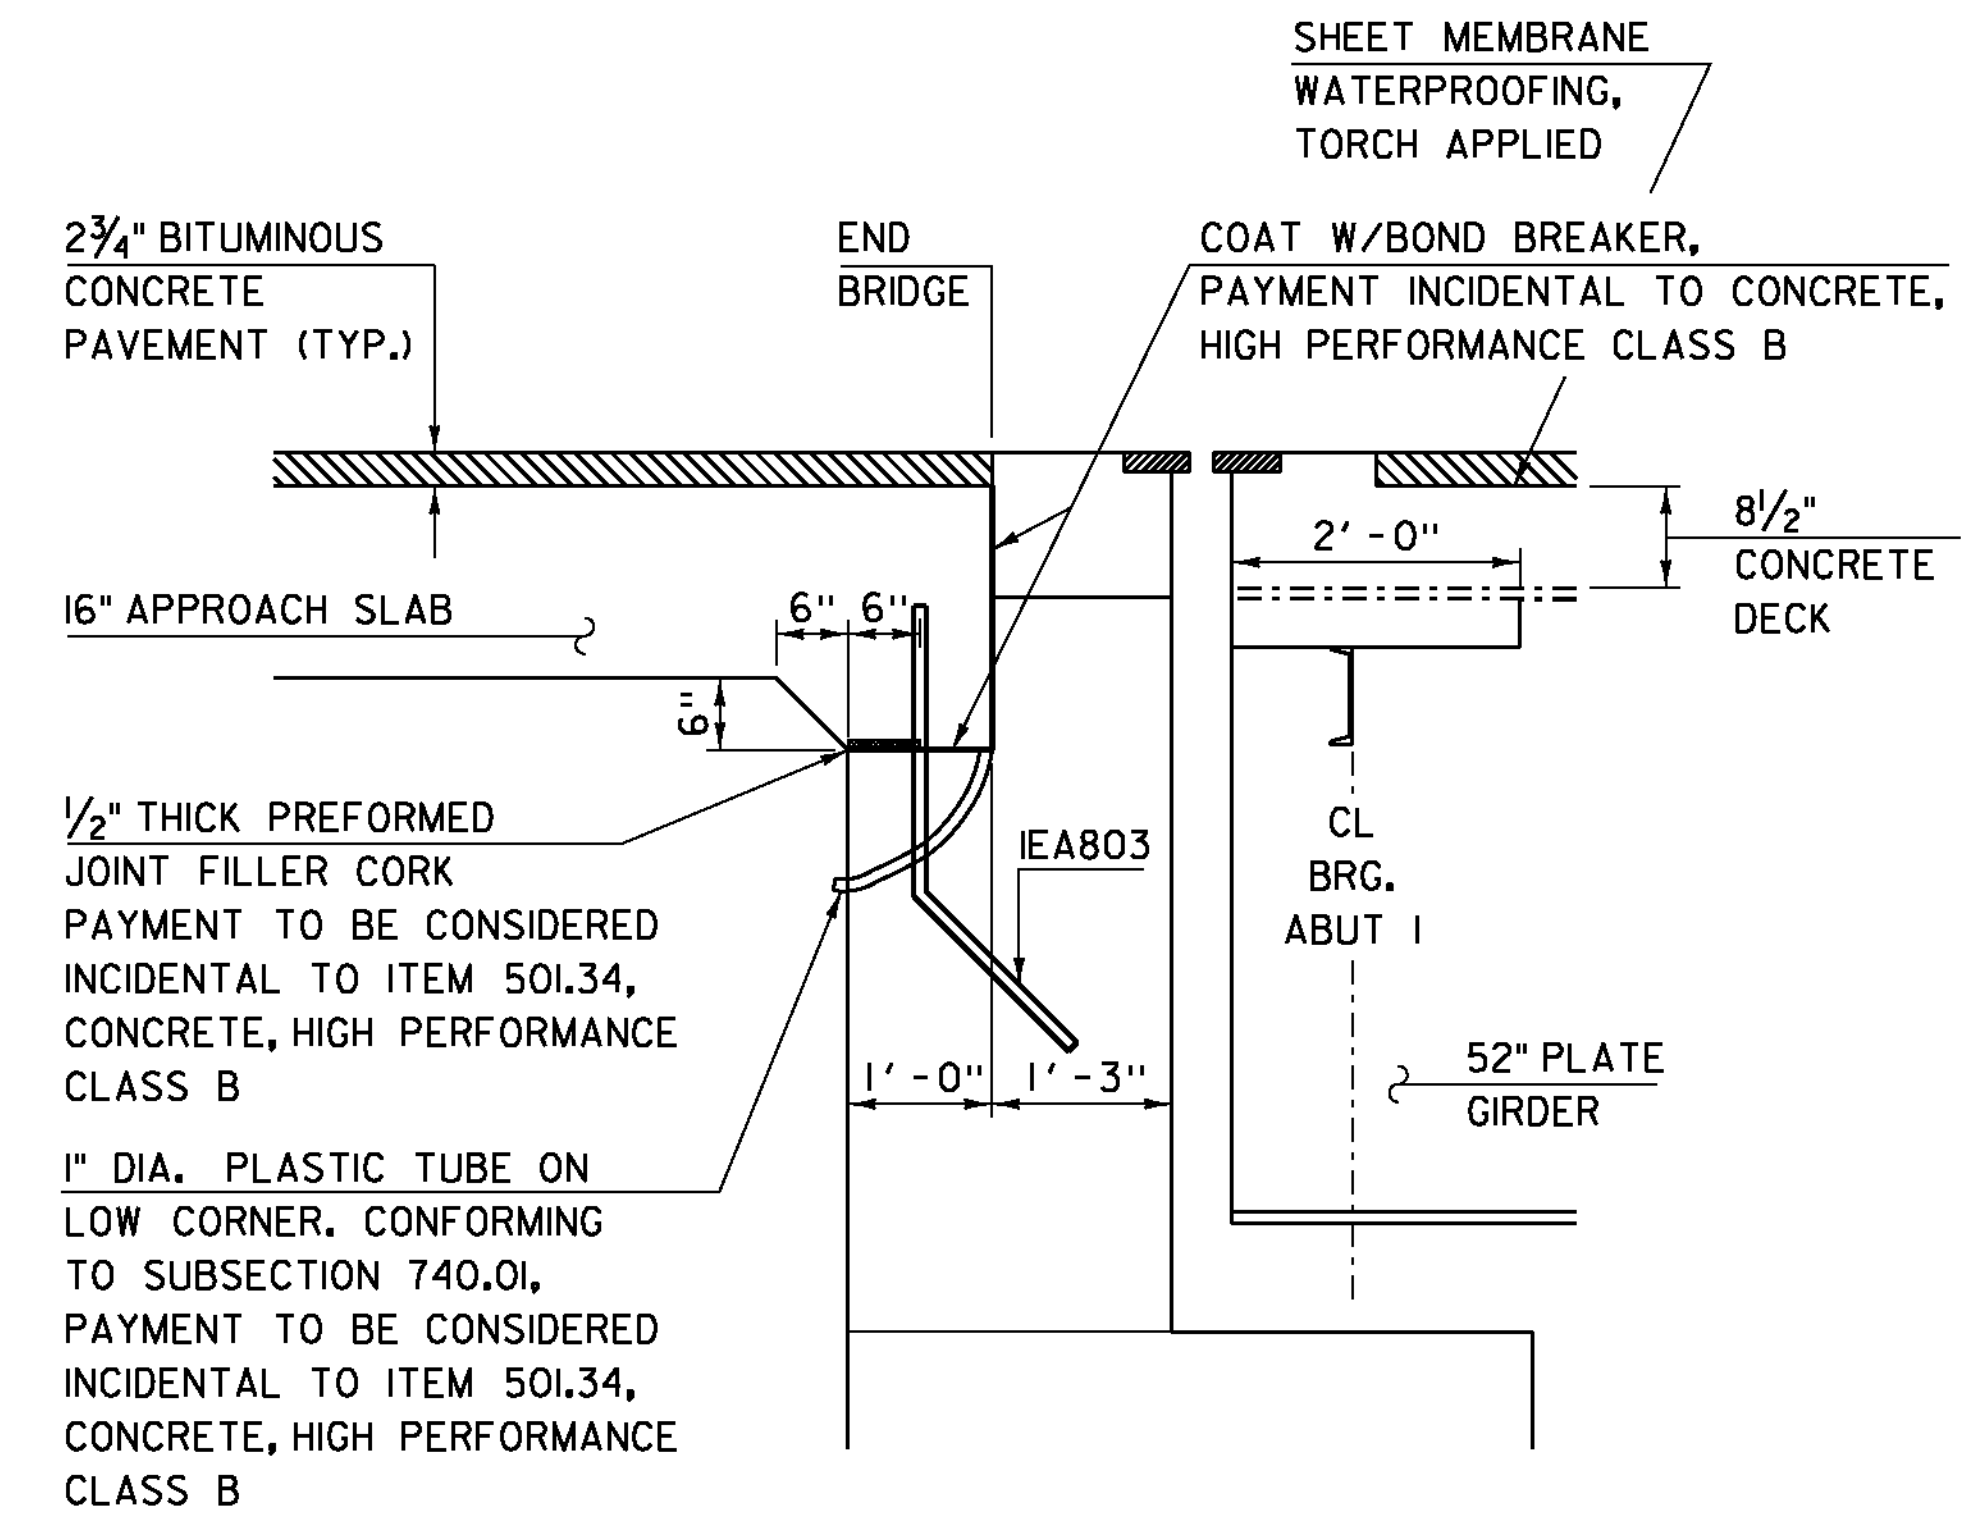 SHEET MEMBRANE
WATERPROOFING,
TORCH APPLIED
2 3/4" BITUMINOUS
CONCRETE
PAVEMENT (TYP.)
END
BRIDGE
COAT W/BOND BREAKER,
PAYMENT INCIDENTAL TO CONCRETE,
HIGH PERFORMANCE CLASS B
8 1/2"
CONCRETE
DECK
2' -0"
16" APPROACH SLAB
6" 6"
6"
1/2" THICK PREFORMED
JOINT FILLER CORK
PAYMENT TO BE CONSIDERED
INCIDENTAL TO ITEM 501.34,
CONCRETE, HIGH PERFORMANCE
CLASS B
1EA803
CL
BRG.
ABUT 1
1' -0" 1' -3"
52" PLATE
GIRDER
1" DIA. PLASTIC TUBE ON
LOW CORNER. CONFORMING
TO SUBSECTION 740.01,
PAYMENT TO BE CONSIDERED
INCIDENTAL TO ITEM 501.34,
CONCRETE, HIGH PERFORMANCE
CLASS B